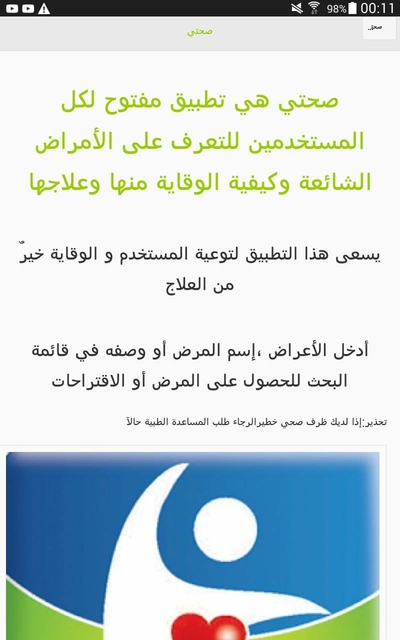 98% 00:11
صحتي
صحتي هي تطبيق مفتوح لكل
المستخدمين للتعرف على الأمراض
الشائعة وكيفية الوقاية منها وعلاجها
يسعى هذا التطبيق لتوعية المستخدم و الوقاية خيرٌ
من العلاج
أدخل الأعراض ،إسم المرض أو وصفه في قائمة
البحث للحصول على المرض أو الاقتراحات
تحذير:إذا لديك ظرف صحي خطيرالرجاء طلب المساعدة الطبية حالاً